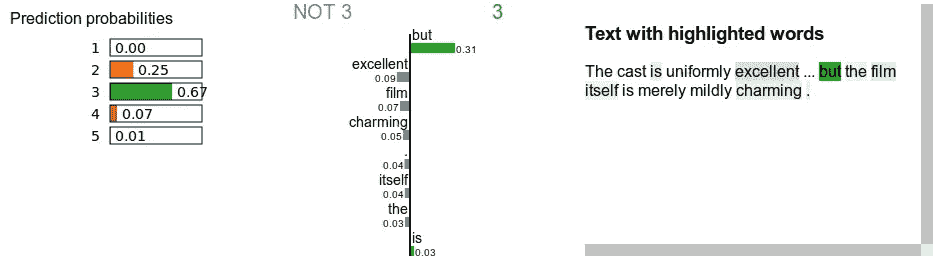 Prediction probabilities
1 0.00
2 0.25
3 0.67
4 0.07
5 0.01
NOT 3 3
but
0.31
excellent
0.09
film
0.07
charming
0.05
.
0.04
itself
0.04
the
0.03
is
0.03
Text with highlighted words
The cast is uniformly excellent ... but the film
itself is merely mildly charming .